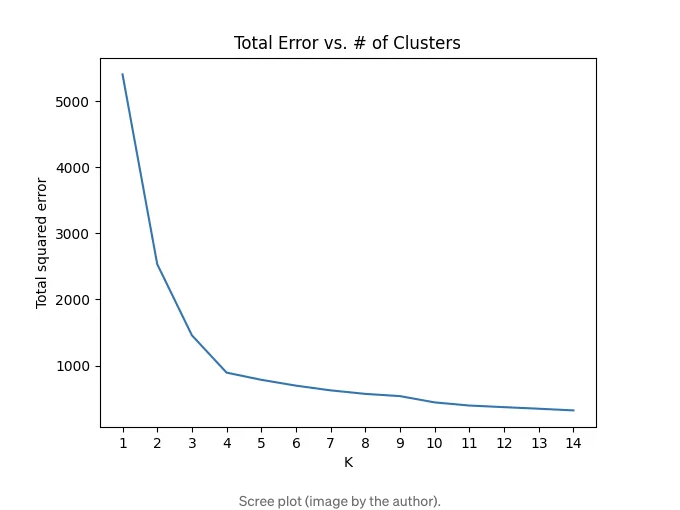 Total Error vs. # of Clusters
Total squared error
5000
4000
3000
2000
1000
1 2 3 4 5 6 7 8 9 10 11 12 13 14
K
Scree plot (image by the author).